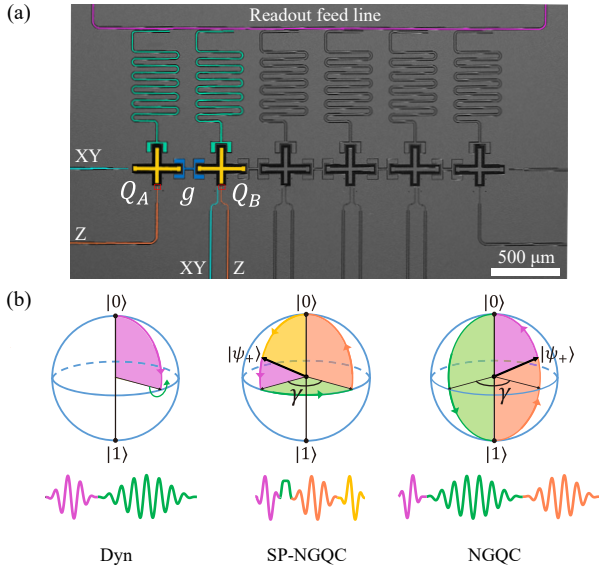 (a)
Readout feed line
XY
Q_A g Q_B
Z
XY Z
500 μm
(b)
|0⟩ |0⟩ |0⟩
|ψ₊⟩ |ψ₊⟩
γ γ
|1⟩ |1⟩ |1⟩
Dyn SP-NGQC NGQC